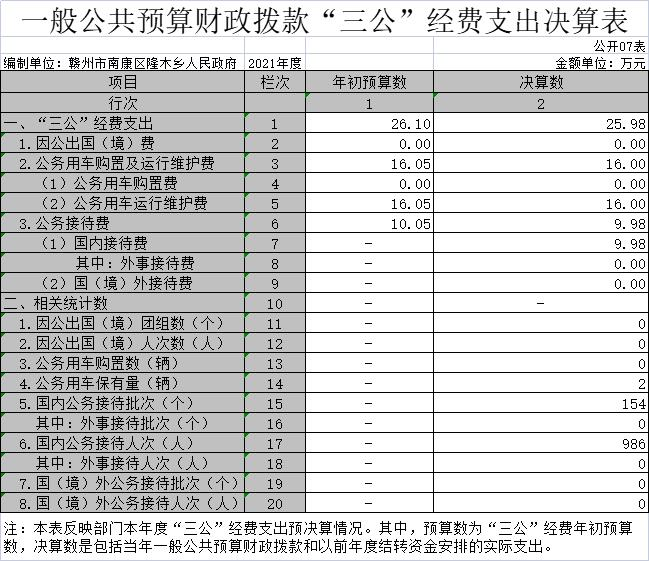 一般公共预算财政拨款“三公”经费支出决算表
公开07表
编制单位：赣州市南康区隆木乡人民政府 2021年度 金额单位：万元
项目 栏次 年初预算数 决算数
行次 1 2
一、“三公”经费支出 1 26.10 25.98
1.因公出国（境）费 2 0.00 0.00
2.公务用车购置及运行维护费 3 16.05 16.00
（1）公务用车购置费 4 0.00 0.00
（2）公务用车运行维护费 5 16.05 16.00
3.公务接待费 6 10.05 9.98
（1）国内接待费 7 - 9.98
其中：外事接待费 8 - 0.00
（2）国（境）外接待费 9 - 0.00
二、相关统计数 10 - -
1.因公出国（境）团组数（个） 11 - 0
2.因公出国（境）人次数（人） 12 - 0
3.公务用车购置数（辆） 13 - 0
4.公务用车保有量（辆） 14 - 2
5.国内公务接待批次（个） 15 - 154
其中：外事接待批次（个） 16 - 0
6.国内公务接待人次（人） 17 - 986
其中：外事接待人次（人） 18 - 0
7.国（境）外公务接待批次（个） 19 - 0
8.国（境）外公务接待人次（人） 20 - 0
注：本表反映部门本年度“三公”经费支出预决算情况。其中，预算数为“三公”经费年初预算
数，决算数是包括当年一般公共预算财政拨款和以前年度结转资金安排的实际支出。